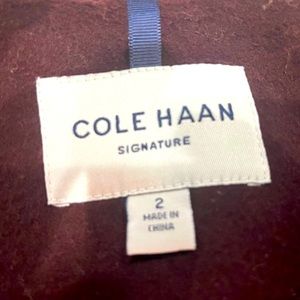 COLE HAAN
SIGNATURE
2
MADE IN
CHINA